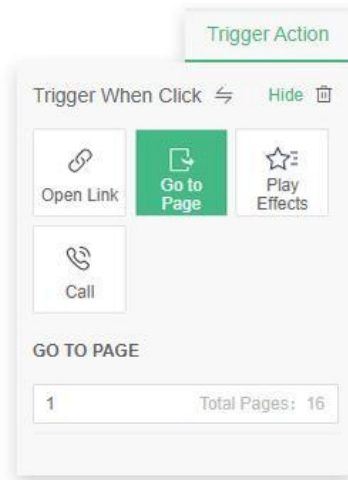 Trigger Action
Trigger When Click Hide
Open Link
Go to
Page
Play
Effects
Call
GO TO PAGE
1 Total Pages: 16